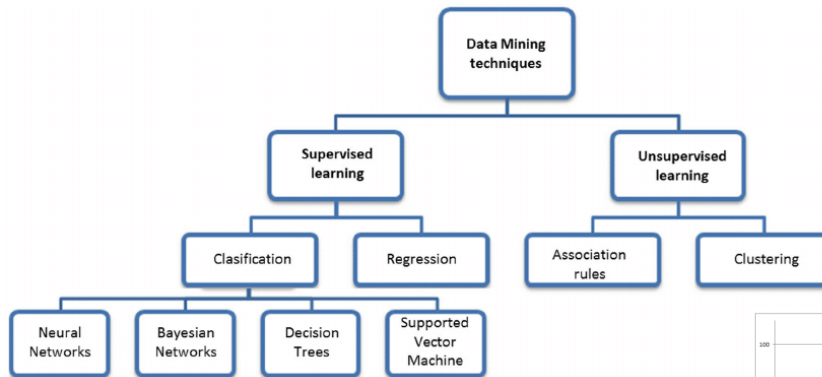 Data Mining
techniques
Supervised
learning
Unsupervised
learning
Clasification
Regression
Association
rules
Clustering
Neural
Networks
Bayesian
Networks
Decision
Trees
Supported
Vector
Machine
100